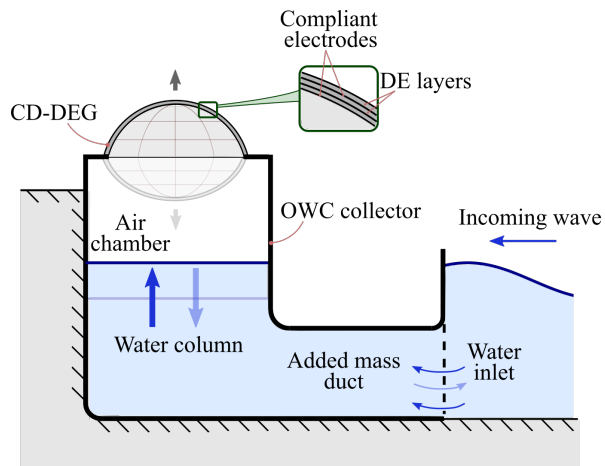 Compliant
electrodes
DE layers
CD-DEG
OWC collector
Air
chamber
Incoming wave
Water column
Added mass
duct
Water
inlet